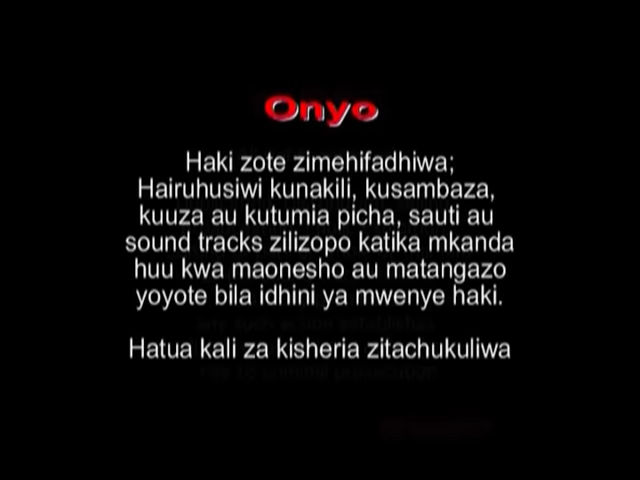 Onyo
Haki zote zimehifadhiwa;
Hairuhusiwi kunakili, kusambaza,
kuuza au kutumia picha, sauti au
sound tracks zilizopo katika mkanda
huu kwa maonesho au matangazo
yoyote bila idhini ya mwenye haki.
Hatua kali za kisheria zitachukuliwa